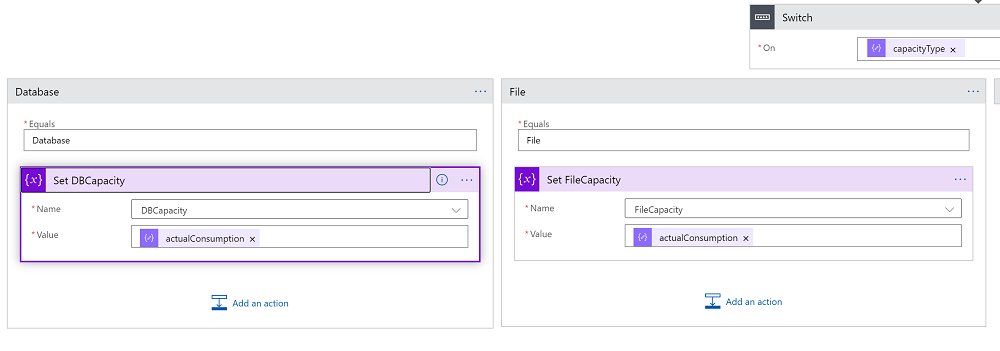 Switch
* On
capacityType ×
Database
* Equals
Database
{x} Set DBCapacity
* Name
DBCapacity
* Value
actualConsumption ×
Add an action
File
* Equals
File
{x} Set FileCapacity
* Name
FileCapacity
* Value
actualConsumption ×
Add an action